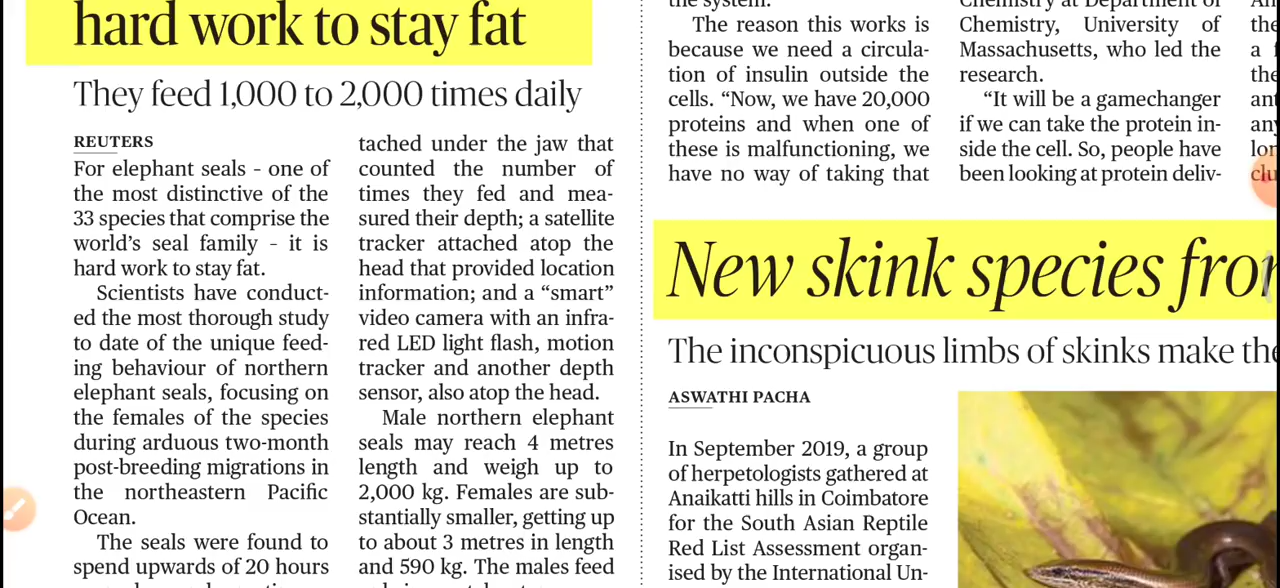 hard work to stay fat
They feed 1,000 to 2,000 times daily
REUTERS
For elephant seals - one of
the most distinctive of the
33 species that comprise the
world's seal family - it is
hard work to stay fat.
Scientists have conduct-
ed the most thorough study
to date of the unique feed-
ing behaviour of northern
elephant seals, focusing on
the females of the species
during arduous two-month
post-breeding migrations in
the northeastern Pacific
Ocean.
The seals were found to
spend upwards of 20 hours
tached under the jaw that
counted the number of
times they fed and mea-
sured their depth; a satellite
tracker attached atop the
head that provided location
information; and a “smart”
video camera with an infra-
red LED light flash, motion
tracker and another depth
sensor, also atop the head.
Male northern elephant
seals may reach 4 metres
length and weigh up to
2,000 kg. Females are sub-
stantially smaller, getting up
to about 3 metres in length
and 590 kg. The males feed
the system.
The reason this works is
because we need a circula-
tion of insulin outside the
cells. “Now, we have 20,000
proteins and when one of
these is malfunctioning, we
have no way of taking that
Chemistry at Department of
Chemistry, University of
Massachusetts, who led the
research.
“It will be a gamechanger
if we can take the protein in-
side the cell. So, people have
been looking at protein deliv-
the
a
the
an
an
lon
clu
New skink species fro
The inconspicuous limbs of skinks make the
ASWATHI PACHA
In September 2019, a group
of herpetologists gathered at
Anaikatti hills in Coimbatore
for the South Asian Reptile
Red List Assessment organ-
ised by the International Un-